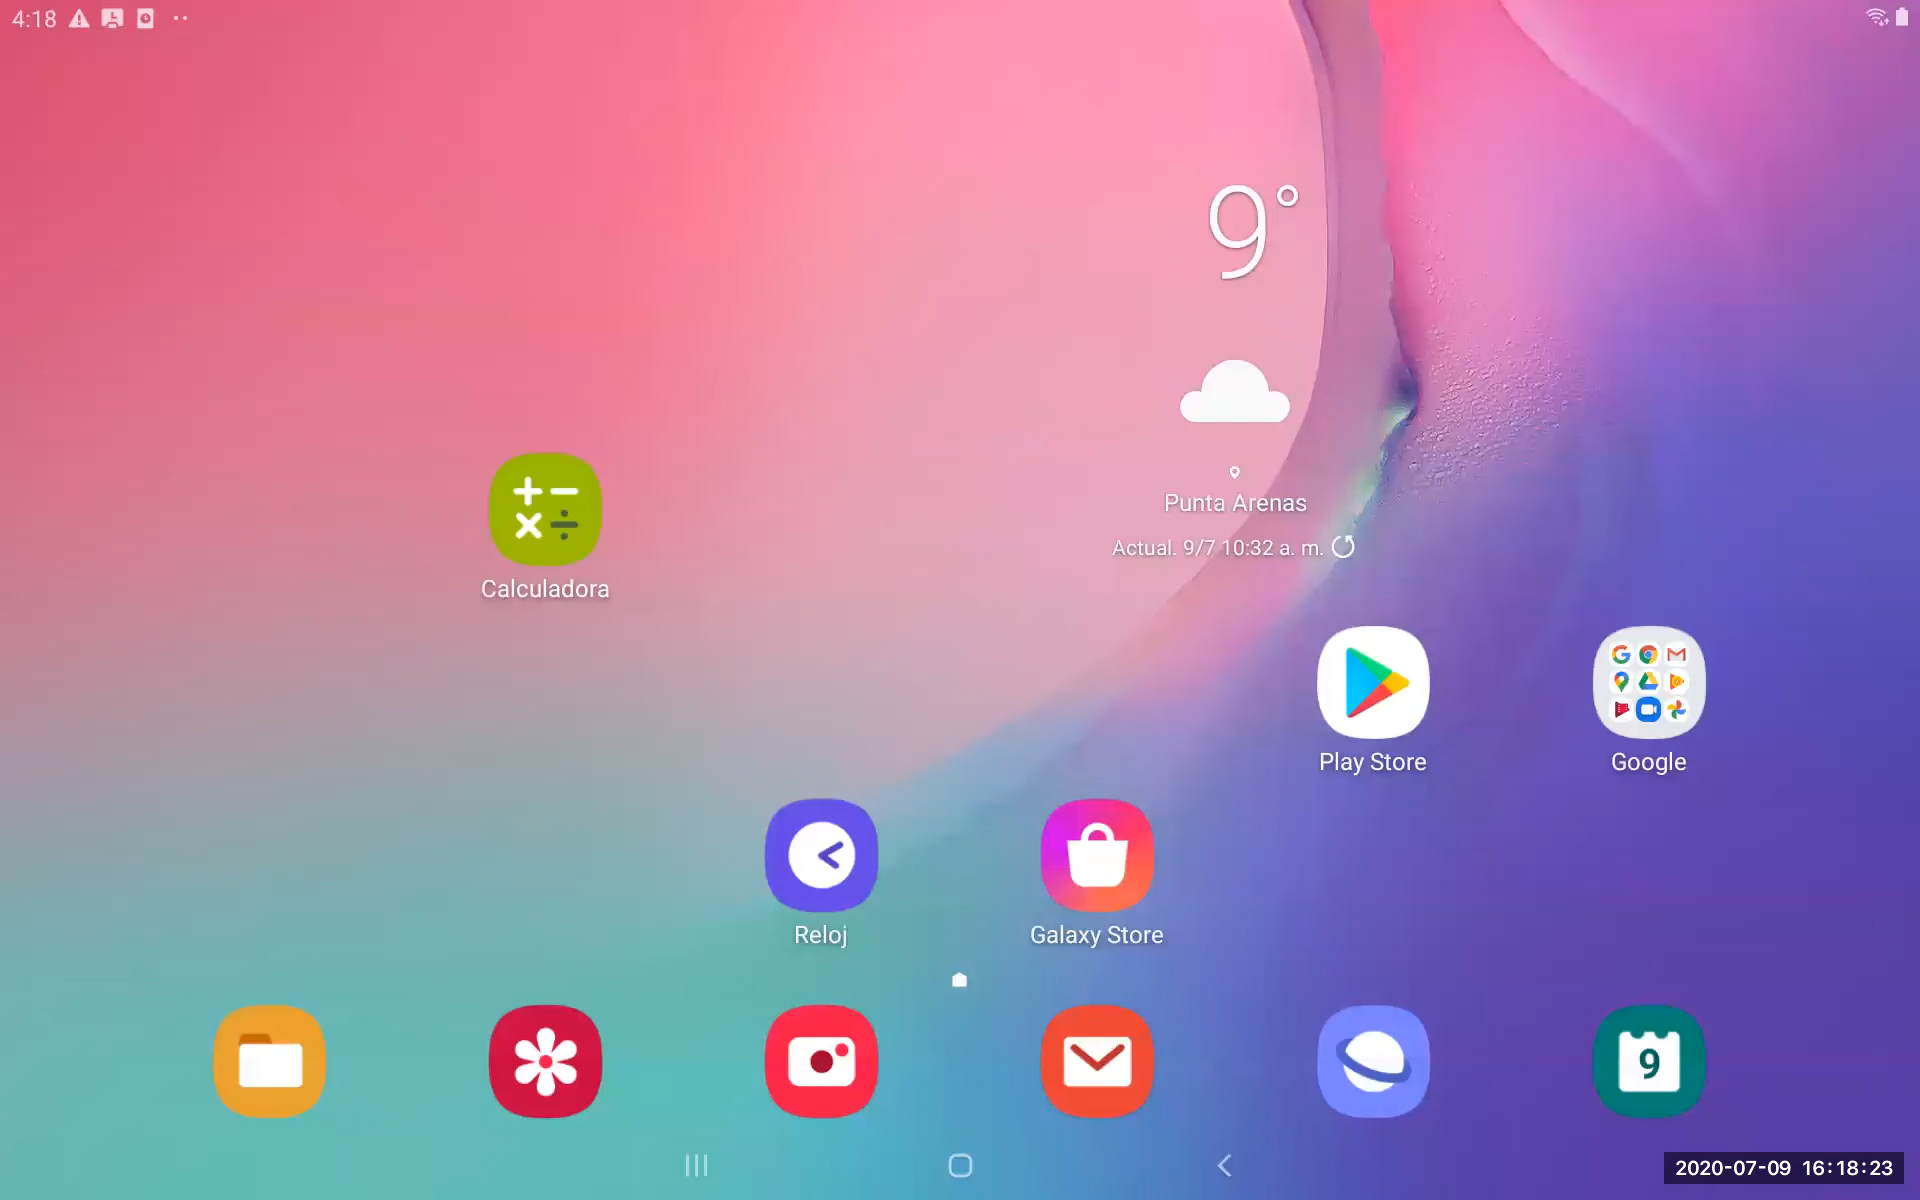 4:18
9°
Punta Arenas
Actual. 9/7 10:32 a. m.
Calculadora
Play Store
Google
Reloj
Galaxy Store
9
2020-07-09 16:18:23